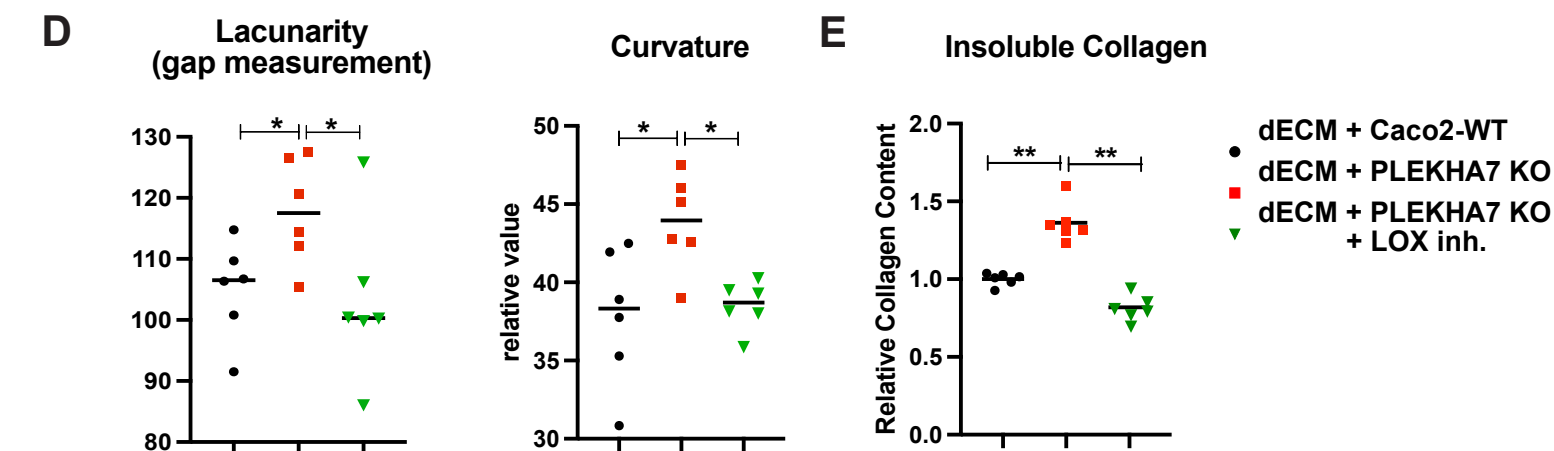 D
Lacunarity
(gap measurement)
130
120
110
100
90
80
*
*
Curvature
relative value
50
45
40
35
30
*
*
E
Insoluble Collagen
Relative Collagen Content
2.0
1.5
1.0
0.5
0.0
**
**
dECM + Caco2-WT
dECM + PLEKHA7 KO
dECM + PLEKHA7 KO
+ LOX inh.